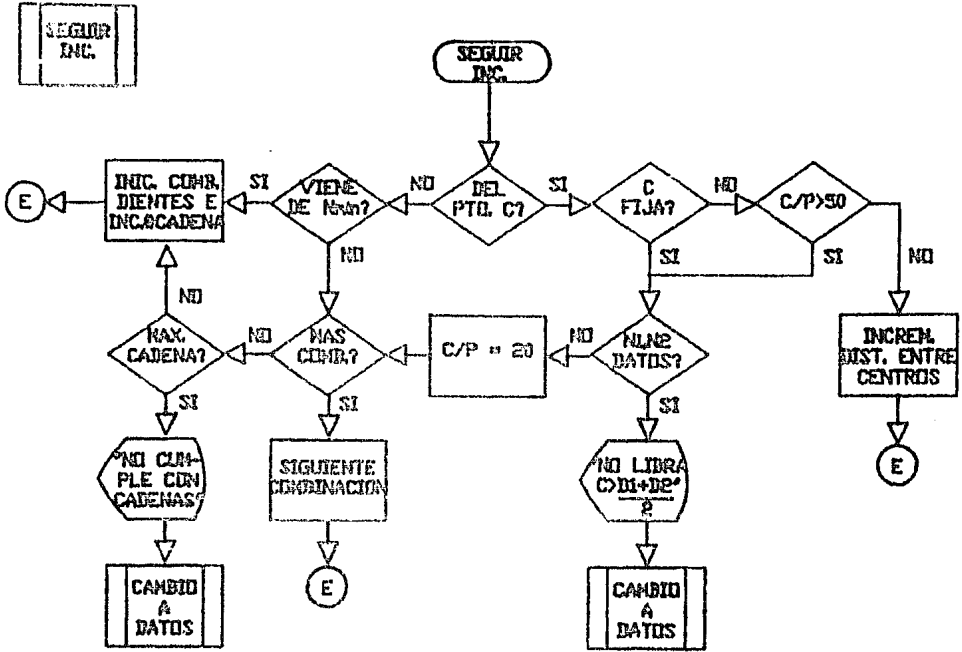 SEGUIR
INC.
SEGUIR
INC.
INIC. COMB.
DIENTES E
INC.@CADENA
E
SI
VIENE
DE Nmin?
NO
DEL
PTO. C?
SI
C
FIJA?
NO
C/P>50
NO
SI
SI
NO
NO
MAX.
CADENA?
NO
MAS
COMB.?
C/P = 20
NO
N1,N2
DATOS?
INCREM.
DIST. ENTRE
CENTROS
SI
SI
SI
"NO CUM-
PLE CON
CADENAS"
SIGUIENTE
COMBINACION
"NO LIBRA
C>D1+D2"
2
E
CAMBIO
A
DATOS
E
CAMBIO
A
DATOS